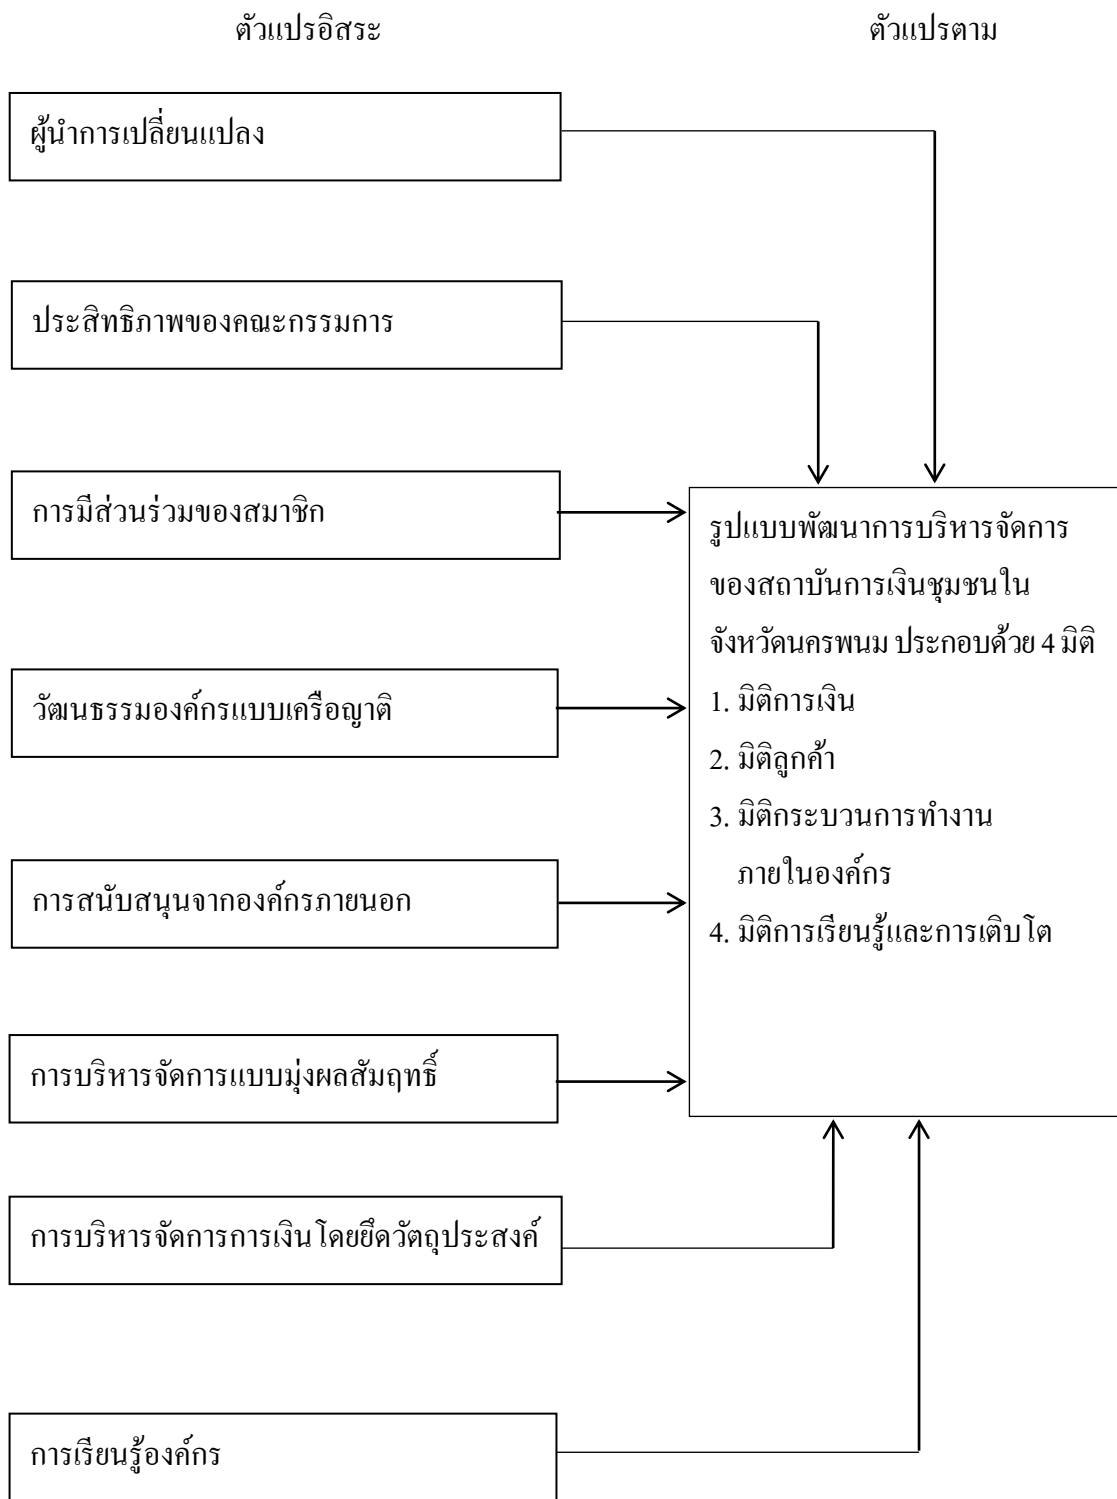 ตัวแปรอิสระ
ตัวแปรตาม
ผู้นำการเปลี่ยนแปลง
ประสิทธิภาพของคณะกรรมการ
การมีส่วนร่วมของสมาชิก
วัฒนธรรมองค์กรแบบเครือญาติ
การสนับสนุนจากองค์กรภายนอก
การบริหารจัดการแบบมุ่งผลสัมฤทธิ์
การบริหารจัดการการเงินโดยยึดวัตถุประสงค์
การเรียนรู้องค์กร
รูปแบบพัฒนาการบริหารจัดการ
ของสถาบันการเงินชุมชนใน
จังหวัดนครพนม ประกอบด้วย 4 มิติ
1. มิติการเงิน
2. มิติลูกค้า
3. มิติกระบวนการทำงาน
ภายในองค์กร
4. มิติการเรียนรู้และการเติบโต